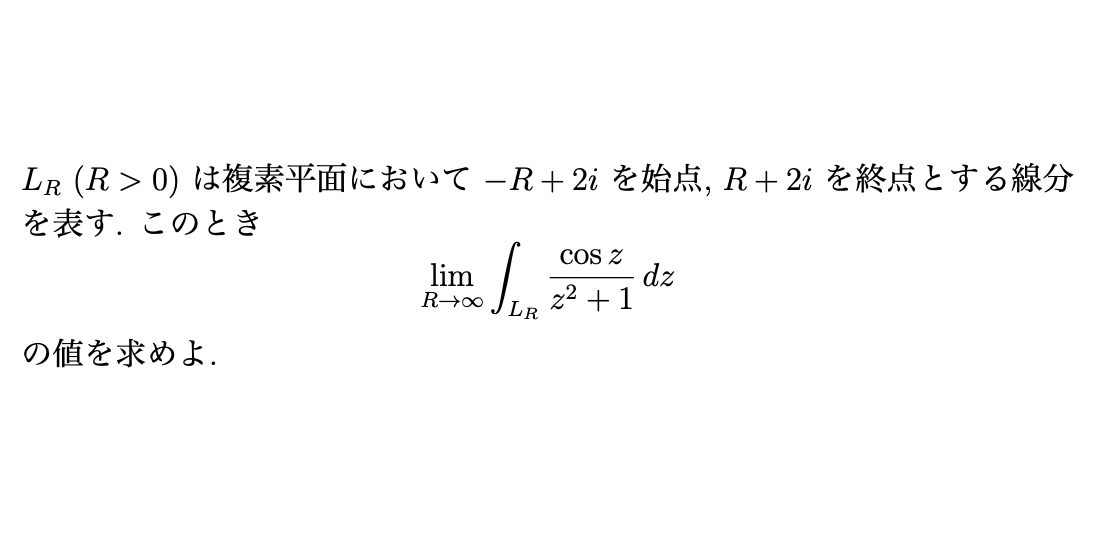 L_R (R > 0) は複素平面において −R + 2i を始点, R + 2i を終点とする線分
を表す. このとき
\lim_{R→∞} \int_{L_R} \frac{\cos z}{z^2 + 1} dz
の値を求めよ.